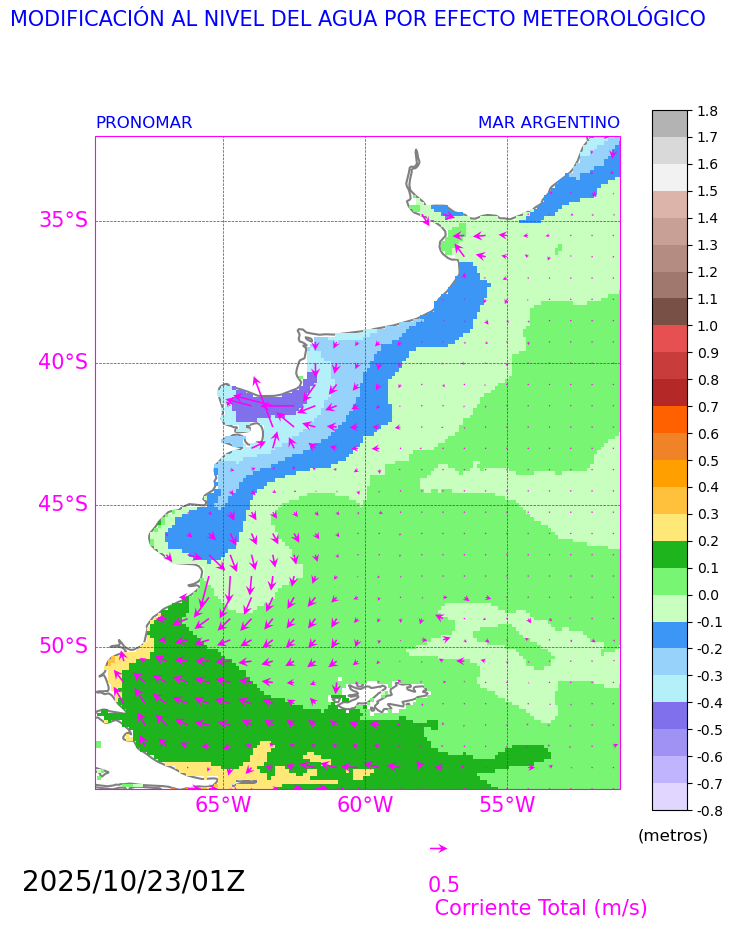 MODIFICACIÓN AL NIVEL DEL AGUA POR EFECTO METEOROLÓGICO
PRONOMAR MAR ARGENTINO
1.8
1.7
1.6
1.5
1.4
1.3
1.2
1.1
1.0
0.9
0.8
0.7
0.6
0.5
0.4
0.3
0.2
0.1
0.0
-0.1
-0.2
-0.3
-0.4
-0.5
-0.6
-0.7
-0.8
(metros)
35°S
40°S
45°S
50°S
65°W 60°W 55°W
2025/10/23/01Z
0.5
Corriente Total (m/s)